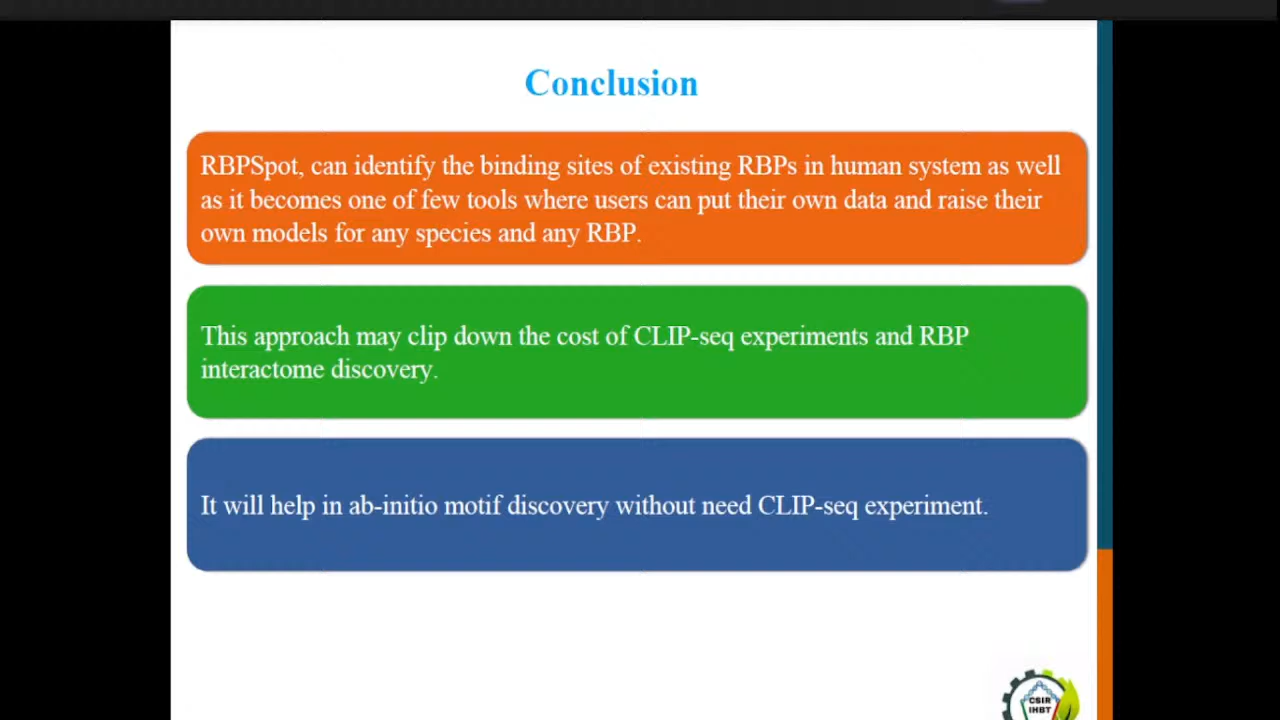 Conclusion
RBPSpot, can identify the binding sites of existing RBPs in human system as well
as it becomes one of few tools where users can put their own data and raise their
own models for any species and any RBP.
This approach may clip down the cost of CLIP-seq experiments and RBP
interactome discovery.
It will help in ab-initio motif discovery without need CLIP-seq experiment.
CSIR
IHBT